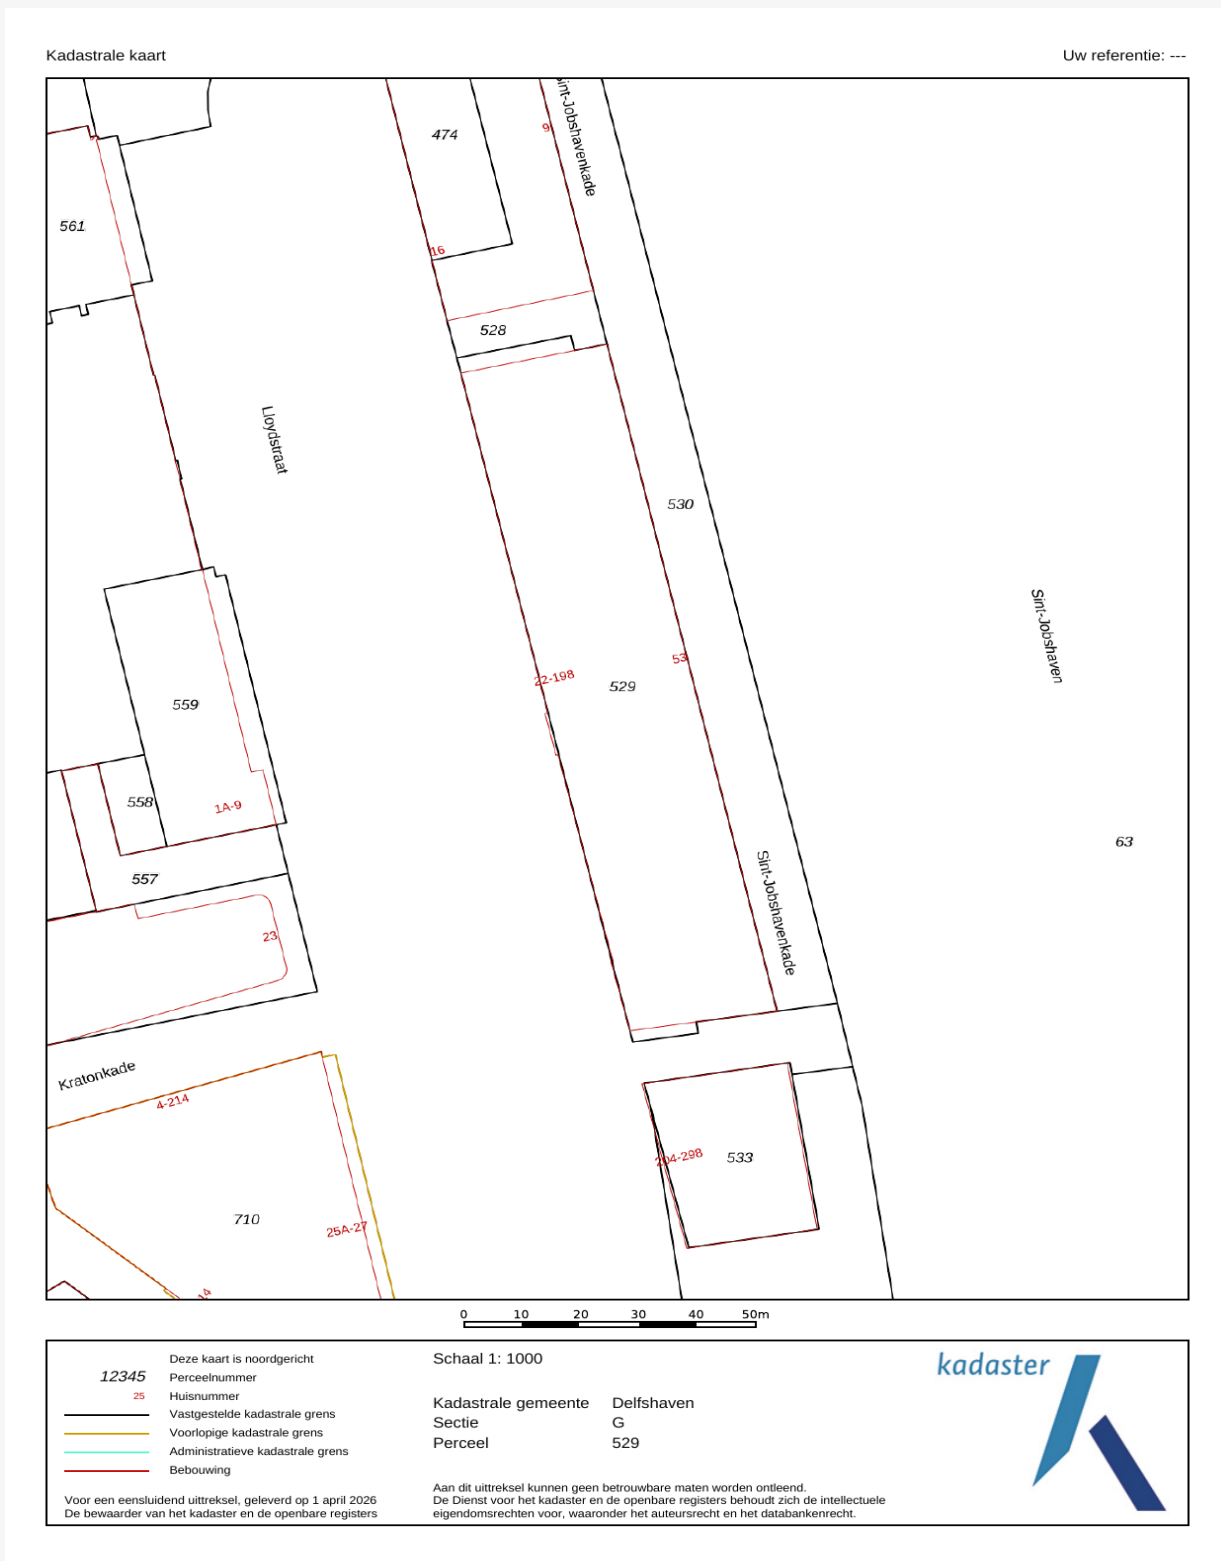 Kadastrale kaart
Uw referentie: ---
Sint-Jobshavenkade
474
9
561
16
528
Lloydstraat
530
Sint-Jobshaven
53
22-198
529
559
558
1A-9
63
557
Sint-Jobshavenkade
23
Kratonkade
4-214
204-298
533
710
25A-27
14
0 10 20 30 40 50m
Deze kaart is noordgericht
12345 Perceelnummer
25 Huisnummer
Vastgestelde kadastrale grens
Voorlopige kadastrale grens
Administratieve kadastrale grens
Bebouwing
Voor een eensluidend uittreksel, geleverd op 1 april 2026
De bewaarder van het kadaster en de openbare registers
Schaal 1: 1000
Kadastrale gemeente Delfshaven
Sectie G
Perceel 529
Aan dit uittreksel kunnen geen betrouwbare maten worden ontleend.
De Dienst voor het kadaster en de openbare registers behoudt zich de intellectuele
eigendomsrechten voor, waaronder het auteursrecht en het databankenrecht.
kadaster